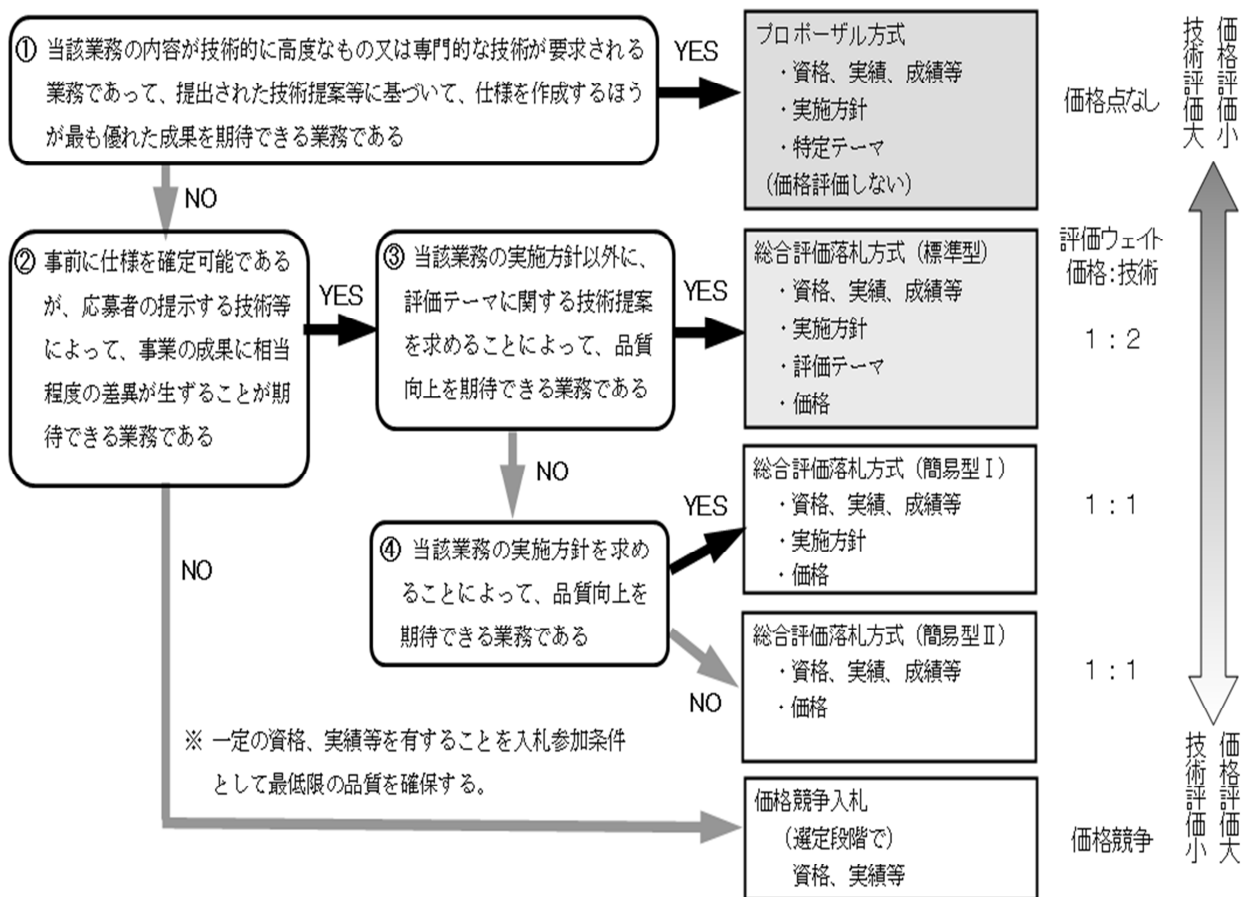 ① 当該業務の内容が技術的に高度なもの又は専門的な技術が要求される
業務であって、提出された技術提案等に基づいて、仕様を作成するほう
が最も優れた成果を期待できる業務である
YES
プロポーザル方式
・資格、実績、成績等
・実施方針
・特定テーマ
（価格評価しない）
価格点なし
技術評価大
価格評価小
NO
② 事前に仕様を確定可能である
が、応募者の提示する技術等
によって、事業の成果に相当
程度の差異が生ずることが期
待できる業務である
YES
③ 当該業務の実施方針以外に、
評価テーマに関する技術提案
を求めることによって、品質
向上を期待できる業務である
YES
総合評価落札方式（標準型）
・資格、実績、成績等
・実施方針
・評価テーマ
・価格
評価ウェイト
価格：技術
1：2
NO
④ 当該業務の実施方針を求め
ることによって、品質向上を
期待できる業務である
YES
総合評価落札方式（簡易型Ⅰ）
・資格、実績、成績等
・実施方針
・価格
1：1
NO
総合評価落札方式（簡易型Ⅱ）
・資格、実績、成績等
・価格
1：1
NO
※ 一定の資格、実績等を有することを入札参加条件
として最低限の品質を確保する。
価格競争入札
（選定段階で）
資格、実績等
価格競争
技術評価小
価格評価大